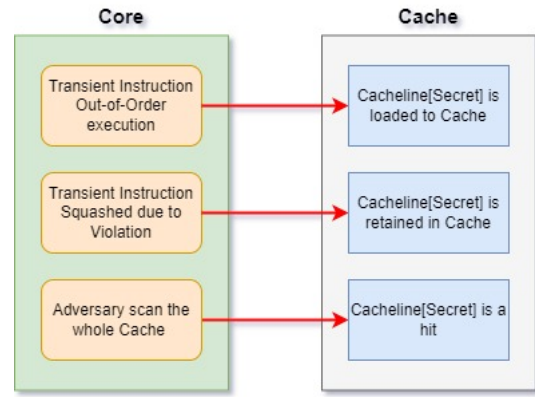 Core
Cache
Transient Instruction
Out-of-Order
execution
Cacheline[Secret] is
loaded to Cache
Transient Instruction
Squashed due to
Violation
Cacheline[Secret] is
retained in Cache
Adversary scan the
whole Cache
Cacheline[Secret] is a
hit